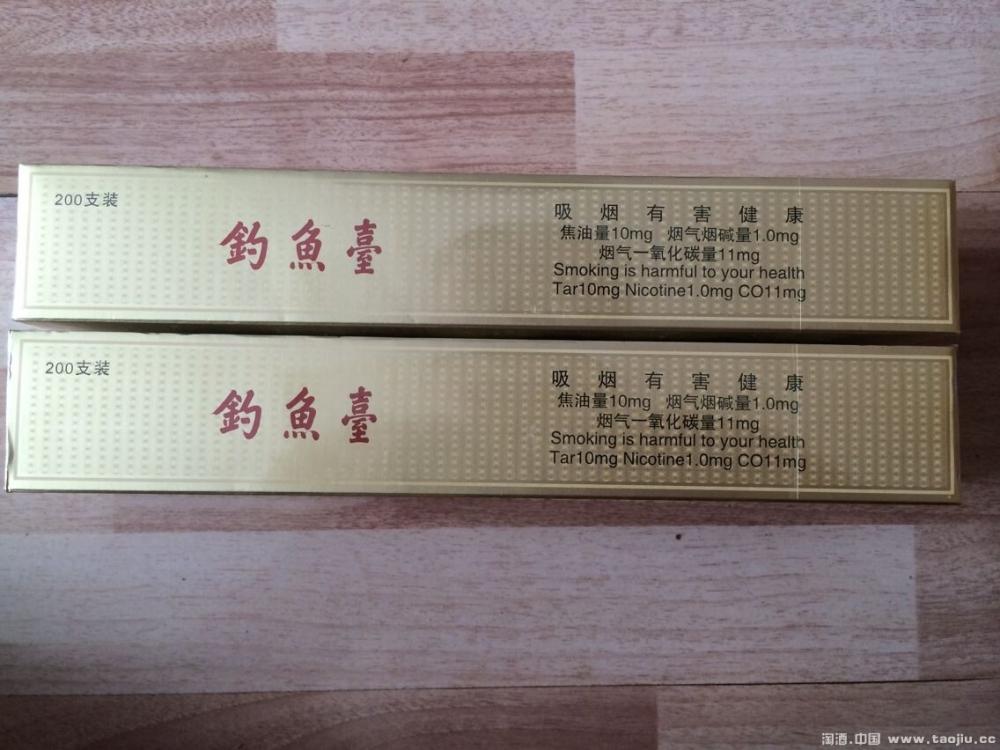 200支装
釣魚臺
吸烟有害健康
焦油量10mg 烟气烟碱量1.0mg
烟气一氧化碳量11mg
Smoking is harmful to your health
Tar10mg Nicotine1.0mg CO11mg
200支装
釣魚臺
吸烟有害健康
焦油量10mg 烟气烟碱量1.0mg
烟气一氧化碳量11mg
Smoking is harmful to your health
Tar10mg Nicotine1.0mg CO11mg
淘酒.中国 www.taojiu.cc